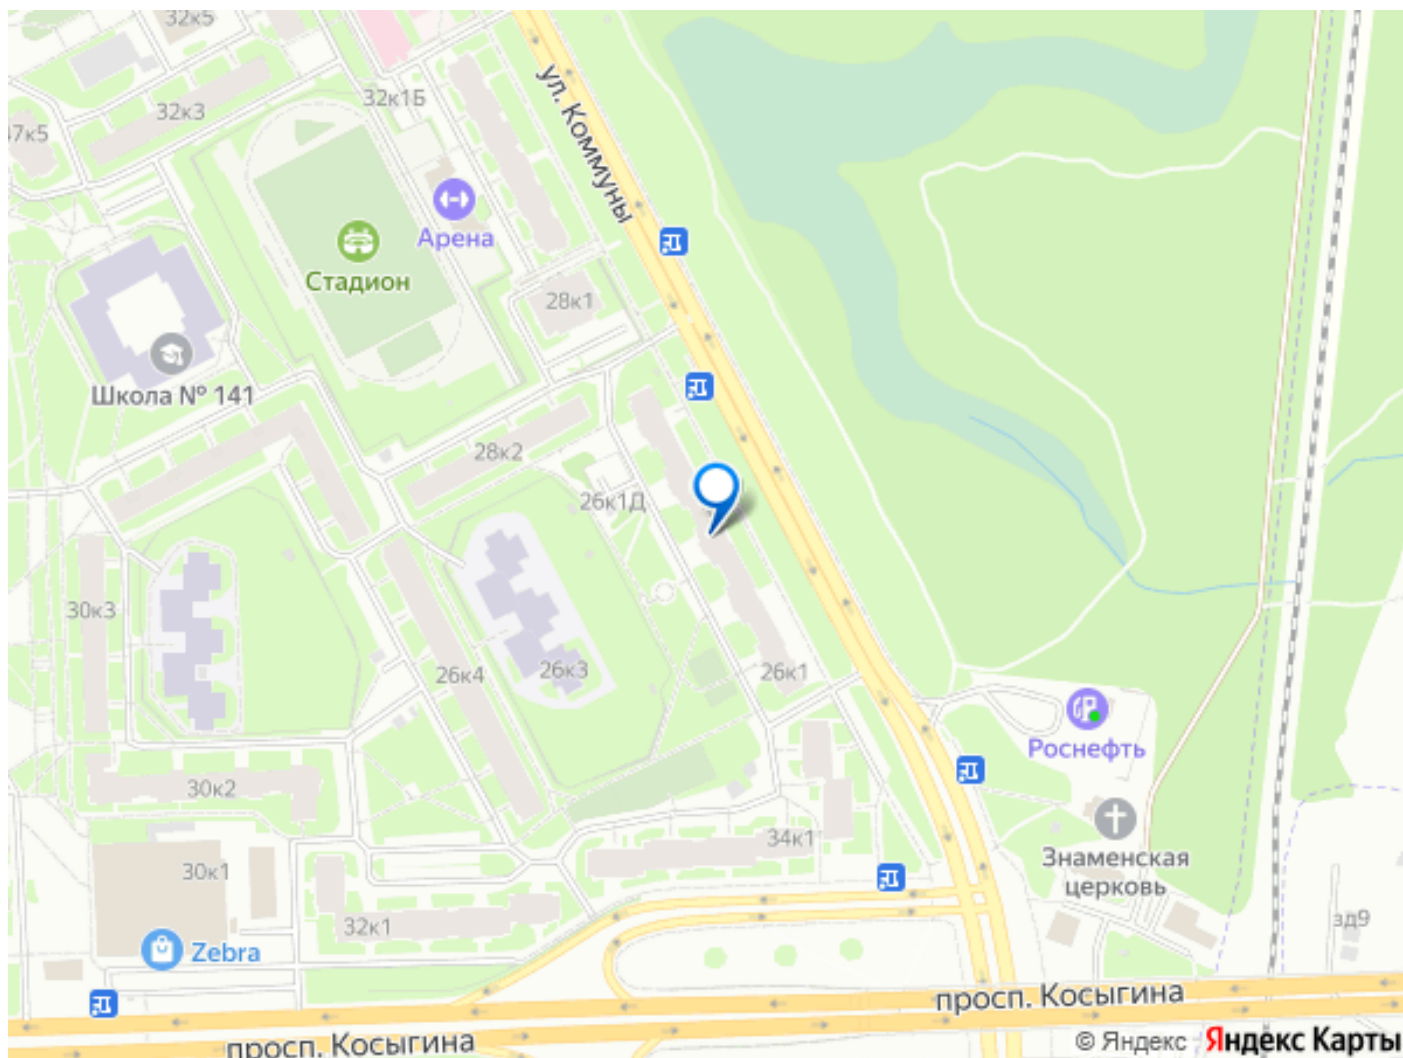 32к5
ул. Коммуны
32к1Б
32к3
7к5
Арена
Стадион
28к1
Школа № 141
28к2
26к1Д
30к3
26к4
26к3
26к1
Роснефть
30к2
34к1
Знаменская
церковь
30к1
32к1
зд9
Zebra
просп. Косыгина
просп. Косыгина
© Яндекс Яндекс Карты